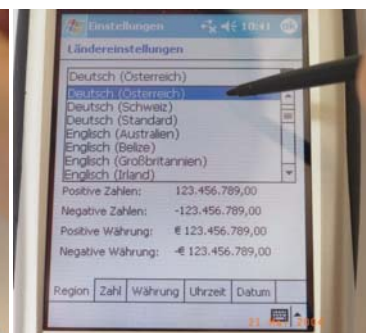 Einstellungen 10:41 ok
Ländereinstellungen
Deutsch (Österreich)
Deutsch (Österreich)
Deutsch (Schweiz)
Deutsch (Standard)
Englisch (Australien)
Englisch (Belize)
Englisch (Großbritannien)
Englisch (Irland)
Positive Zahlen: 123.456.789,00
Negative Zahlen: -123.456.789,00
Positive Währung: € 123.456.789,00
Negative Währung: -€ 123.456.789,00
Region Zahl Währung Uhrzeit Datum